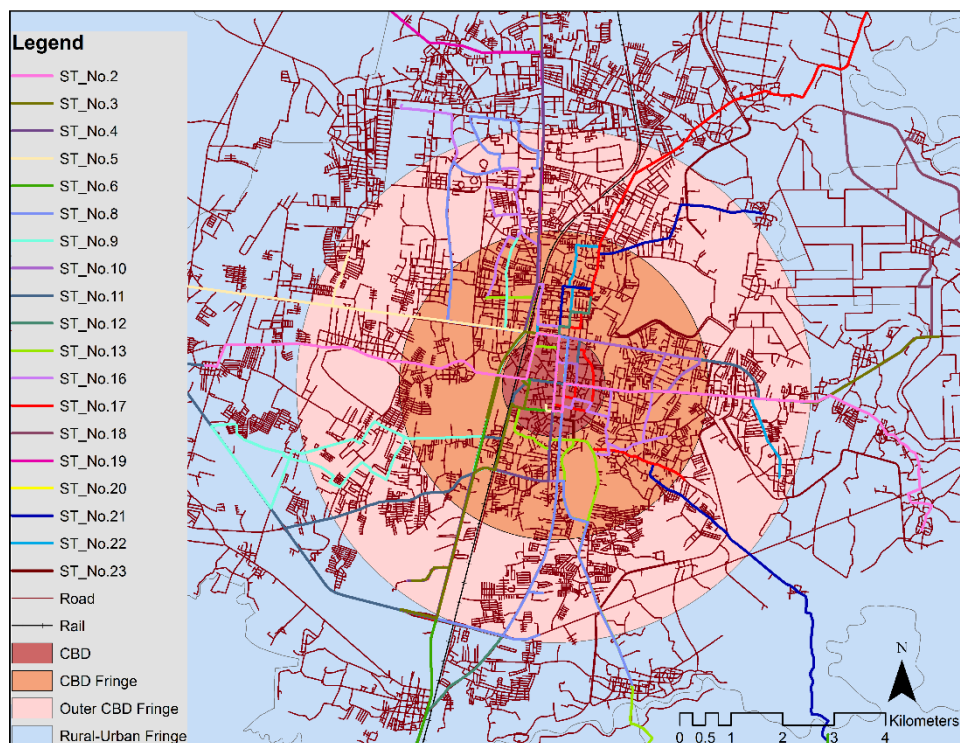 Legend
ST_No.2
ST_No.3
ST_No.4
ST_No.5
ST_No.6
ST_No.8
ST_No.9
ST_No.10
ST_No.11
ST_No.12
ST_No.13
ST_No.16
ST_No.17
ST_No.18
ST_No.19
ST_No.20
ST_No.21
ST_No.22
ST_No.23
Road
Rail
CBD
CBD Fringe
Outer CBD Fringe
Rural-Urban Fringe
N
Kilometers
0 0.5 1 2 3 4